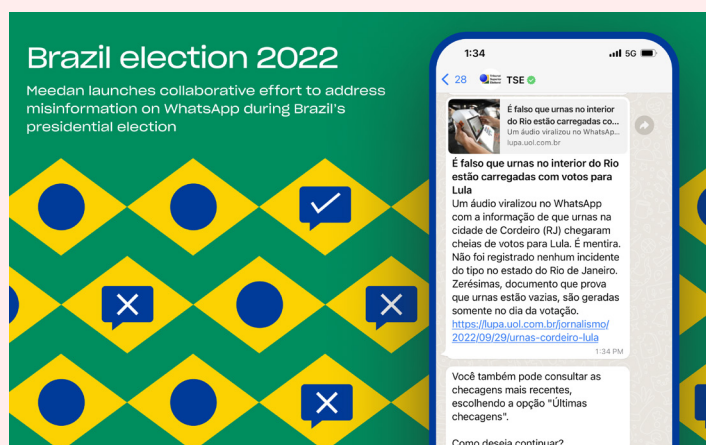 Brazil election 2022
Meedan launches collaborative effort to address
misinformation on WhatsApp during Brazil's
presidential election
1:34
5G
28
TSE
É falso que urnas no interior
do Rio estão carregadas co...
Um áudio viralizou no WhatsAp...
lupa.uol.com.br
É falso que urnas no interior do Rio
estão carregadas com votos para
Lula
Um áudio viralizou no WhatsApp
com a informação de que urnas na
cidade de Cordeiro (RJ) chegaram
cheias de votos para Lula. É mentira.
Não foi registrado nenhum incidente
do tipo no estado do Rio de Janeiro.
Zerésimas, documento que prova
que urnas estão vazias, são geradas
somente no dia da votação.
https://lupa.uol.com.br/jornalismo/
2022/09/29/urnas-cordeiro-lula
1:34 PM
Você também pode consultar as
checagens mais recentes,
escolhendo a opção "Últimas
checagens".
Como deseja continuar?